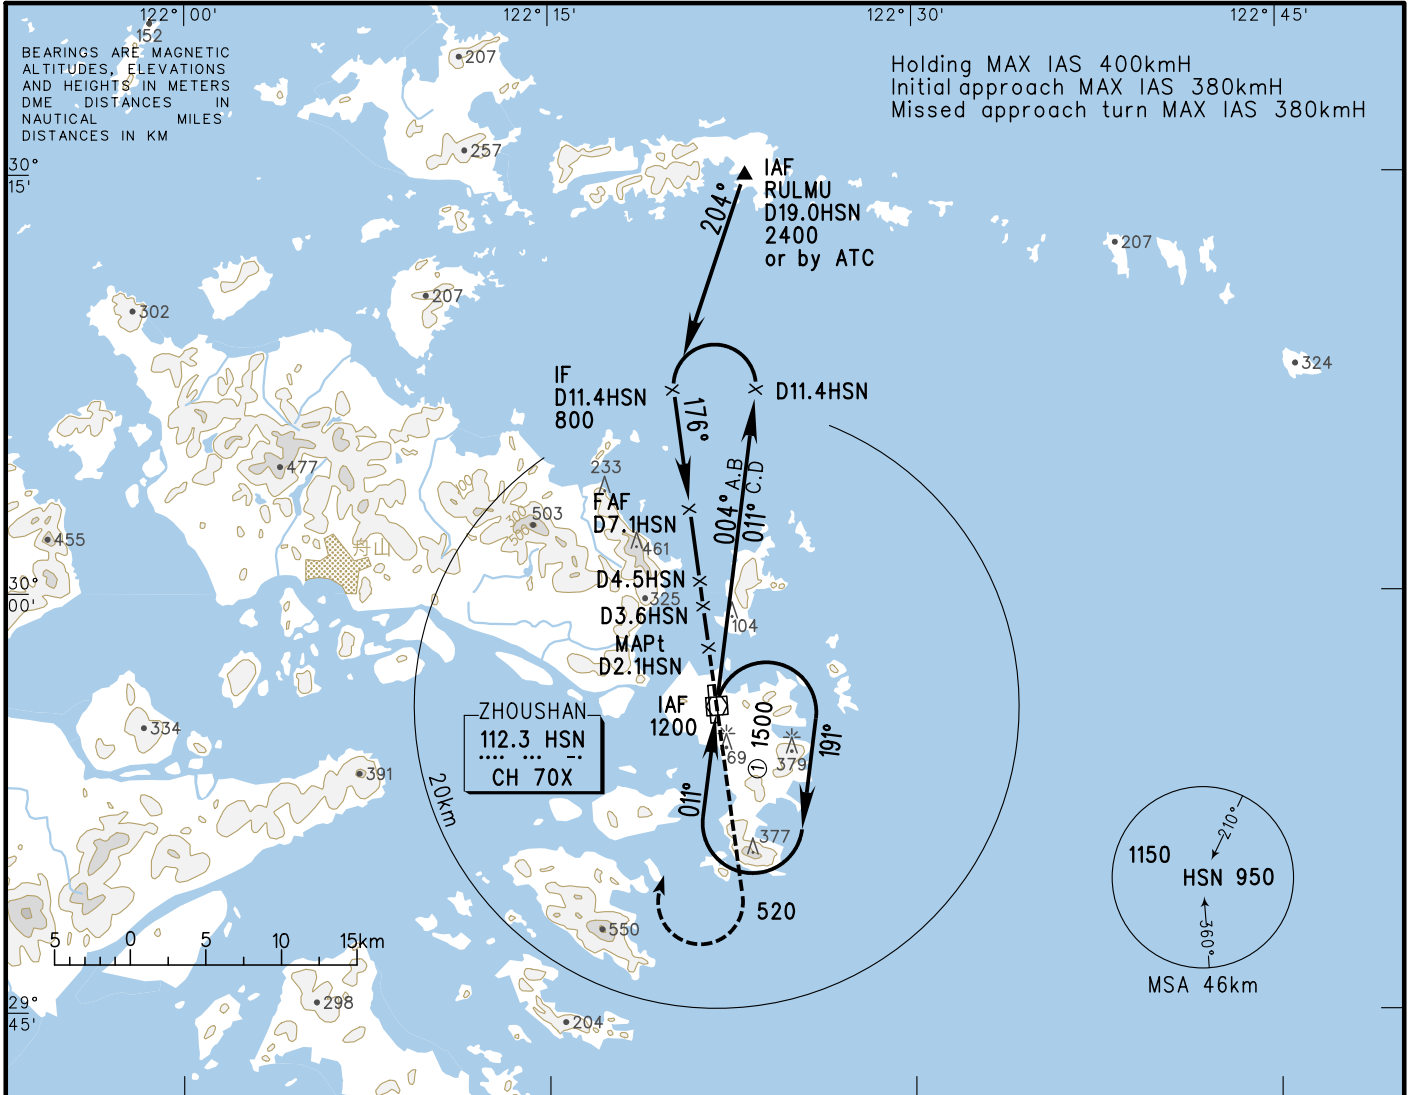 122° 00'
122° 15'
122° 30'
122° 45'
152
BEARINGS ARE MAGNETIC
ALTITUDES, ELEVATIONS
AND HEIGHTS IN METERS
DME DISTANCES IN
NAUTICAL MILES
DISTANCES IN KM
Holding MAX IAS 400kmH
Initial approach MAX IAS 380kmH
Missed approach turn MAX IAS 380kmH
207
257
30°
15'
IAF
RULMU
D19.0HSN
2400
or by ATC
204°
207
207
302
324
IF
D11.4HSN
800
D11.4HSN
176°
477
233
FAF
D7.1HSN
503
300
500
461
004° A.B
011° C.D
455
舟山
30°
00'
D4.5HSN
325
D3.6HSN
104
MAPt
D2.1HSN
IAF
1200
ZHOUSHAN
112.3 HSN
CH 70X
334
391
20km
69
① 1500
379
191°
011°
377
520
550
5 0 5 10 15km
298
204
29°
45'
1150
210°
HSN 950
360°
MSA 46km